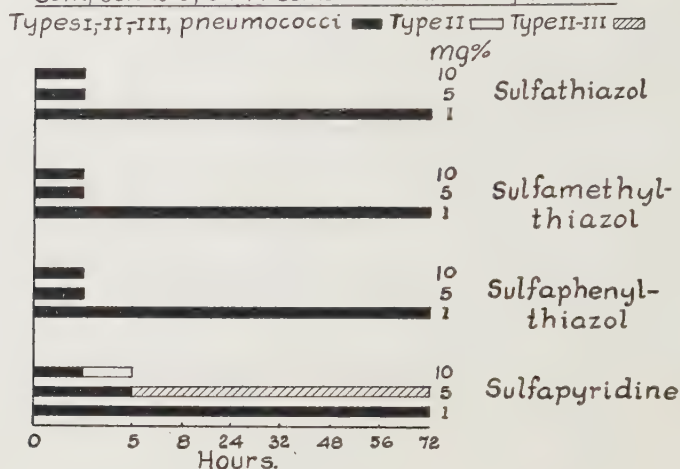 Types I, -II, -III, pneumococci Type II Type II-III
mg%
10
5 Sulfathiazol
1
10 Sulfamethyl-
5 thiazol
1
10 Sulfaphenyl-
5 thiazol
1
10
5 Sulfapyridine
1
0 5 8 24 32 48 56 72
Hours.